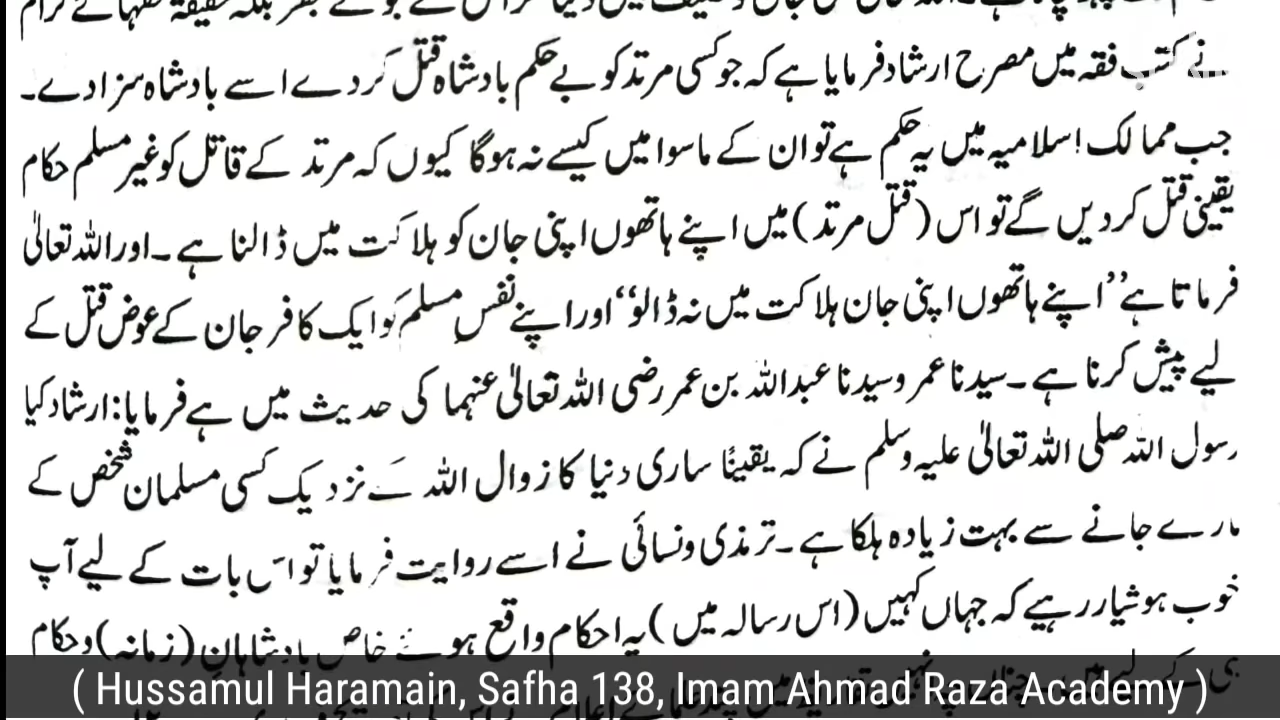 نے کتب فقہ میں مصرح ارشاد فرمایا ہے کہ جو کسی مرتد کو بے حکم بادشاہ قتل کر دے اسے بادشاہ سزا دے۔
جب ممالک اسلامیہ میں یہ حکم ہے تو ان کے ماسوا میں کیسے نہ ہوگا کیوں کہ مرتد کے قاتل کو غیر مسلم حکام
یقینی قتل کر دیں گے تو اس (قتل مرتد) میں اپنے ہاتھوں اپنی جان کو ہلاکت میں ڈالنا ہے۔ اور اللہ تعالیٰ
فرماتا ہے ’’اپنے ہاتھوں اپنی جان ہلاکت میں نہ ڈالو‘‘ اور اپنے نفسِ مسلم کو ایک کافر جان کے عوض قتل کے
لیے پیش کرنا ہے۔ سیدنا عمر و سیدنا عبداللہ بن عمر رضی اللہ تعالیٰ عنہما کی حدیث میں ہے فرمایا: ارشاد کیا
رسول اللہ صلی اللہ تعالیٰ علیہ وسلم نے کہ یقیناً ساری دنیا کا زوال اللہ کے نزدیک کسی مسلمان شخص کے
مارے جانے سے بہت زیادہ ہلکا ہے۔ ترمذی و نسائی نے اسے روایت فرمایا تو اس بات کے لیے آپ
خوب ہوشیار رہیے کہ جہاں کہیں (اس رسالہ میں) یہ احکام واقع ہوئے خاص بادشاہانِ (زمانہ) و حکام
( Hussamul Haramain, Safha 138, Imam Ahmad Raza Academy )